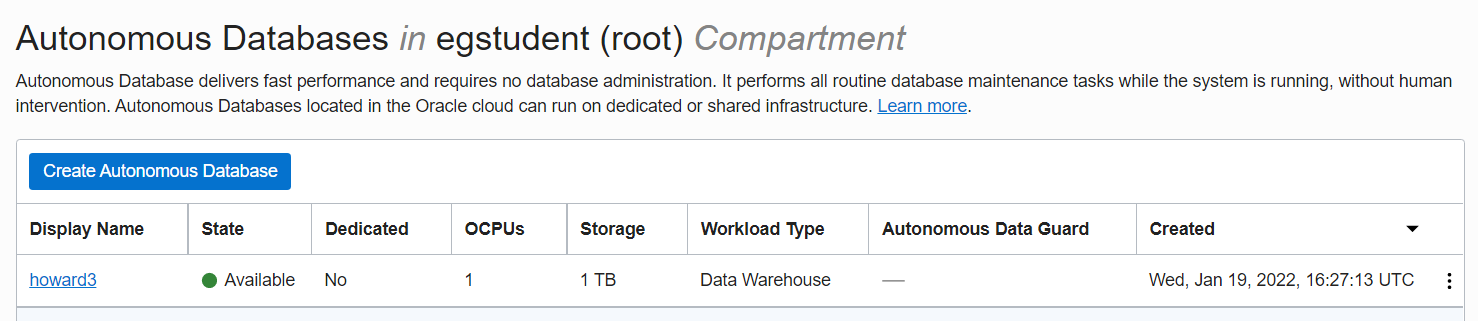 Autonomous Databases in egstudent (root) Compartment
Autonomous Database delivers fast performance and requires no database administration. It performs all routine database maintenance tasks while the system is running, without human
intervention. Autonomous Databases located in the Oracle cloud can run on dedicated or shared infrastructure. Learn more.
Create Autonomous Database
Display Name State Dedicated OCPUs Storage Workload Type Autonomous Data Guard Created
howard3 Available No 1 1 TB Data Warehouse — Wed, Jan 19, 2022, 16:27:13 UTC